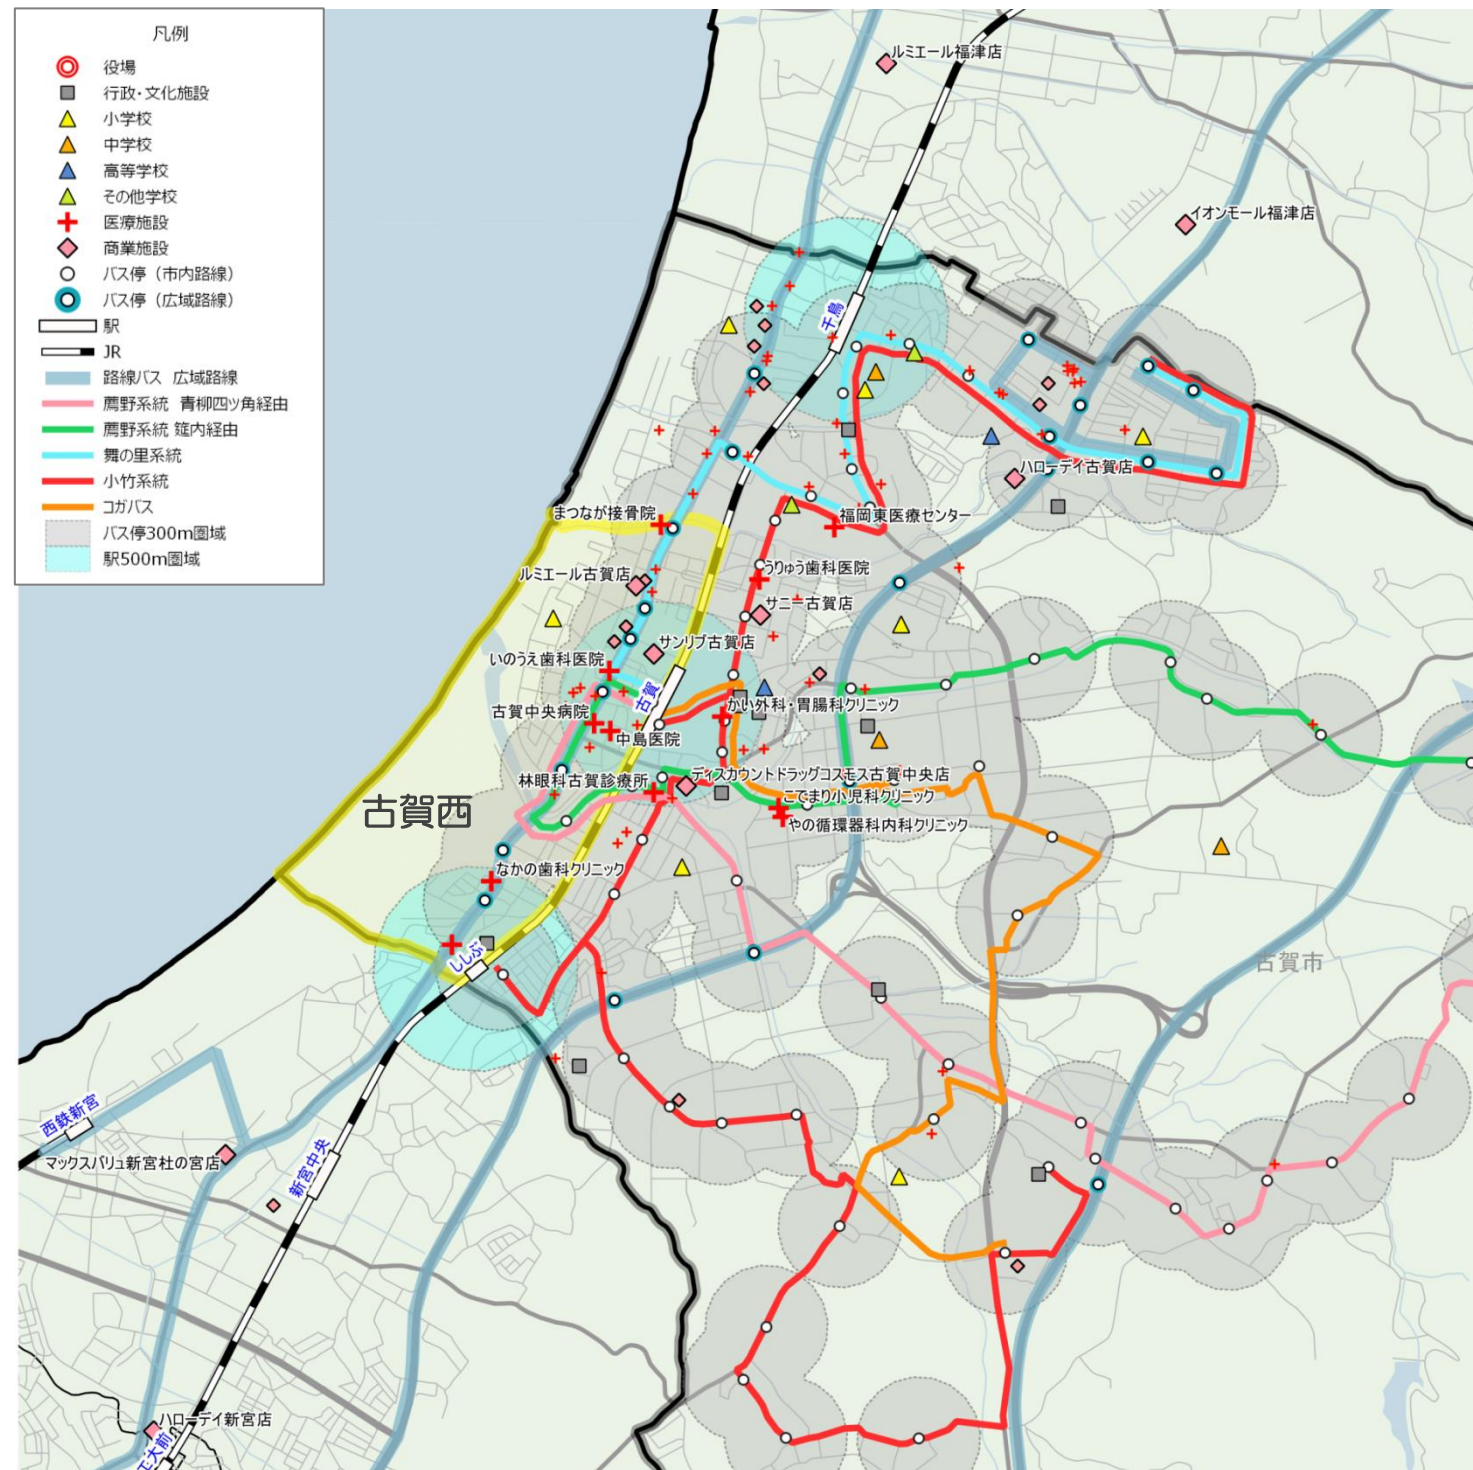 凡例
役場
行政・文化施設
小学校
中学校
高等学校
その他学校
医療施設
商業施設
バス停（市内路線）
バス停（広域路線）
駅
JR
路線バス 広域路線
薦野系統 青柳四ツ角経由
薦野系統 筵内経由
舞の里系統
小竹系統
コガバス
バス停300m圏域
駅500m圏域
ルミエール福津店
イオンモール福津店
千鳥
ハローデイ古賀店
まつなが接骨院
福岡東医療センター
うりゅう歯科医院
ルミエール古賀店
サニー古賀店
サンリブ古賀店
いのうえ歯科医院
古賀
古賀中央病院
かい外科・胃腸科クリニック
中島医院
林眼科古賀診療所
ディスカウントドラッグコスモス古賀中央店
こてまり小児科クリニック
古賀西
やの循環器科内科クリニック
なかの歯科クリニック
ししぶ
古賀市
西鉄新宮
マックスバリュ新宮杜の宮店
新宮中央
ハローデイ新宮店
工大前